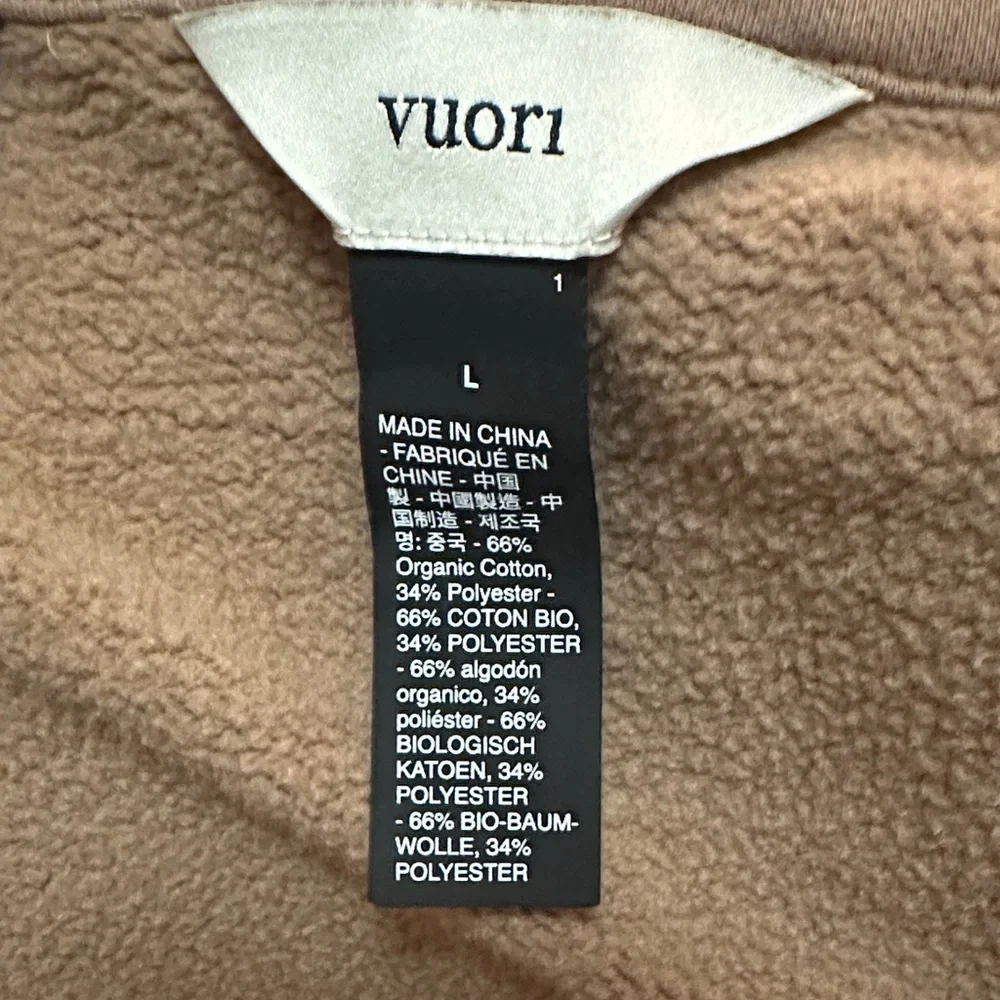 vuori
1
L
MADE IN CHINA
- FABRIQUÉ EN
CHINE - 中国
製 - 中國製造 - 中
国制造 - 제조국
명: 중국 - 66%
Organic Cotton,
34% Polyester -
66% COTON BIO,
34% POLYESTER
- 66% algodón
organico, 34%
poliéster - 66%
BIOLOGISCH
KATOEN, 34%
POLYESTER
- 66% BIO-BAUM-
WOLLE, 34%
POLYESTER